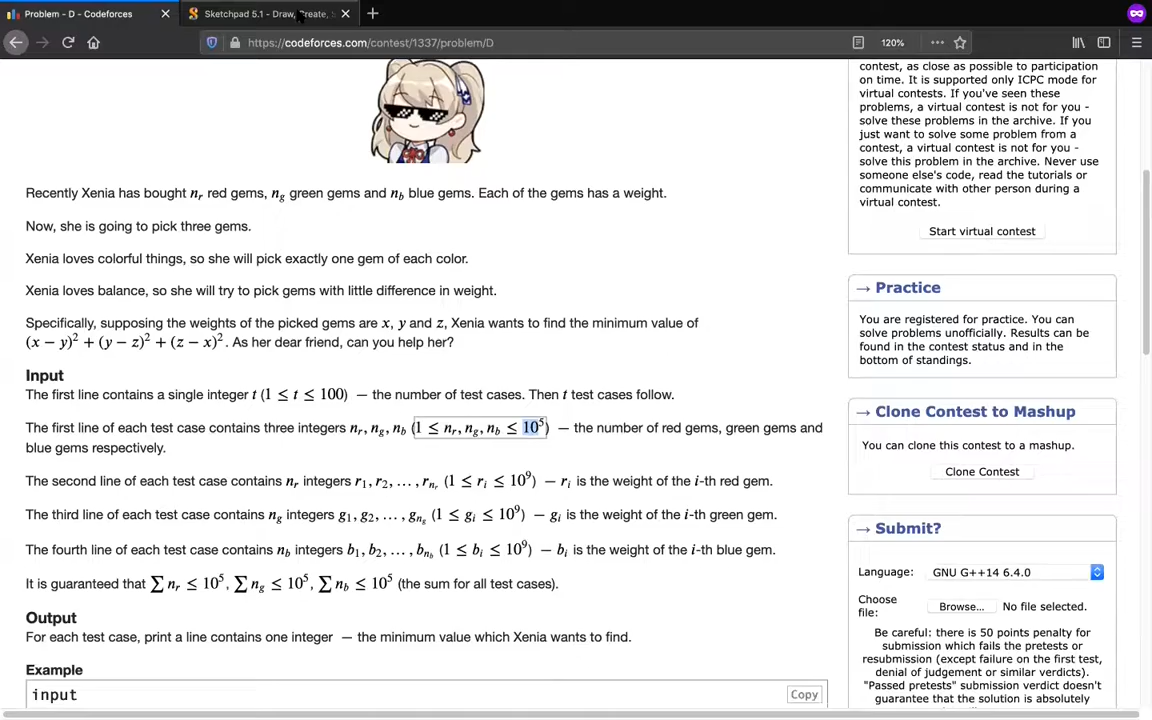 Problem - D - Codeforces
Sketchpad 5.1 - Draw, Create,
https://codeforces.com/contest/1337/problem/D
120%
Recently Xenia has bought nᵣ red gems, n_g green gems and n_b blue gems. Each of the gems has a weight.
Now, she is going to pick three gems.
Xenia loves colorful things, so she will pick exactly one gem of each color.
Xenia loves balance, so she will try to pick gems with little difference in weight.
Specifically, supposing the weights of the picked gems are x, y and z, Xenia wants to find the minimum value of
(x − y)² + (y − z)² + (z − x)². As her dear friend, can you help her?
Input
The first line contains a single integer t (1 ≤ t ≤ 100) — the number of test cases. Then t test cases follow.
The first line of each test case contains three integers nᵣ, n_g, n_b (1 ≤ nᵣ, n_g, n_b ≤ 10⁵) — the number of red gems, green gems and
blue gems respectively.
The second line of each test case contains nᵣ integers r₁, r₂, …, r_{nᵣ} (1 ≤ rᵢ ≤ 10⁹) — rᵢ is the weight of the i-th red gem.
The third line of each test case contains n_g integers g₁, g₂, …, g_{n_g} (1 ≤ gᵢ ≤ 10⁹) — gᵢ is the weight of the i-th green gem.
The fourth line of each test case contains n_b integers b₁, b₂, …, b_{n_b} (1 ≤ bᵢ ≤ 10⁹) — bᵢ is the weight of the i-th blue gem.
It is guaranteed that ∑ nᵣ ≤ 10⁵, ∑ n_g ≤ 10⁵, ∑ n_b ≤ 10⁵ (the sum for all test cases).
Output
For each test case, print a line contains one integer — the minimum value which Xenia wants to find.
Example
input
Copy
contest, as close as possible to participation
on time. It is supported only ICPC mode for
virtual contests. If you've seen these
problems, a virtual contest is not for you -
solve these problems in the archive. If you
just want to solve some problem from a
contest, a virtual contest is not for you -
solve this problem in the archive. Never use
someone else's code, read the tutorials or
communicate with other person during a
virtual contest.
Start virtual contest
→ Practice
You are registered for practice. You can
solve problems unofficially. Results can be
found in the contest status and in the
bottom of standings.
→ Clone Contest to Mashup
You can clone this contest to a mashup.
Clone Contest
→ Submit?
Language: GNU G++14 6.4.0
Choose
file: Browse... No file selected.
Be careful: there is 50 points penalty for
submission which fails the pretests or
resubmission (except failure on the first test,
denial of judgement or similar verdicts).
"Passed pretests" submission verdict doesn't
guarantee that the solution is absolutely